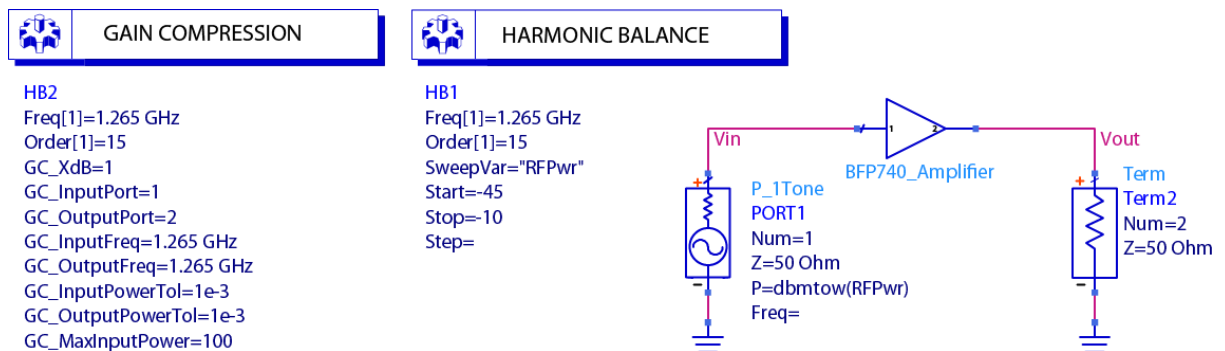 GAIN COMPRESSION
HB2
Freq[1]=1.265 GHz
Order[1]=15
GC_XdB=1
GC_InputPort=1
GC_OutputPort=2
GC_InputFreq=1.265 GHz
GC_OutputFreq=1.265 GHz
GC_InputPowerTol=1e-3
GC_OutputPowerTol=1e-3
GC_MaxInputPower=100
HARMONIC BALANCE
HB1
Freq[1]=1.265 GHz
Order[1]=15
SweepVar="RFPwr"
Start=-45
Stop=-10
Step=
Vin
+
-
P_1Tone
PORT1
Num=1
Z=50 Ohm
P=dbmtow(RFPwr)
Freq=
1
2
BFP740_Amplifier
Vout
+
-
Term
Term2
Num=2
Z=50 Ohm